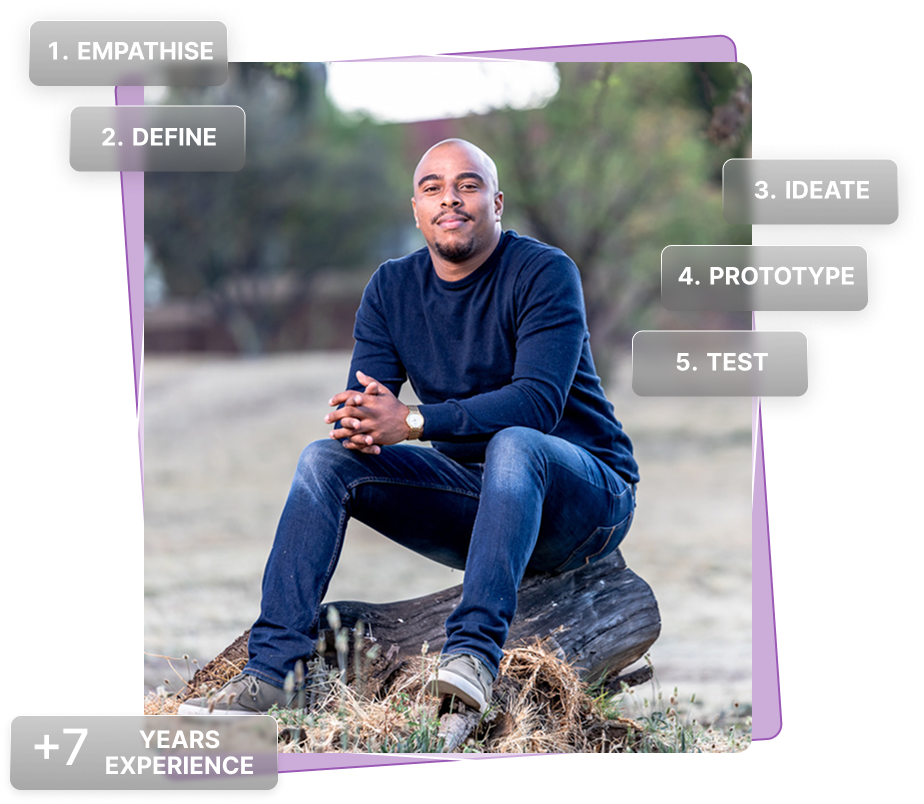 1. EMPATHISE
2. DEFINE
3. IDEATE
4. PROTOTYPE
5. TEST
+7 YEARS
EXPERIENCE